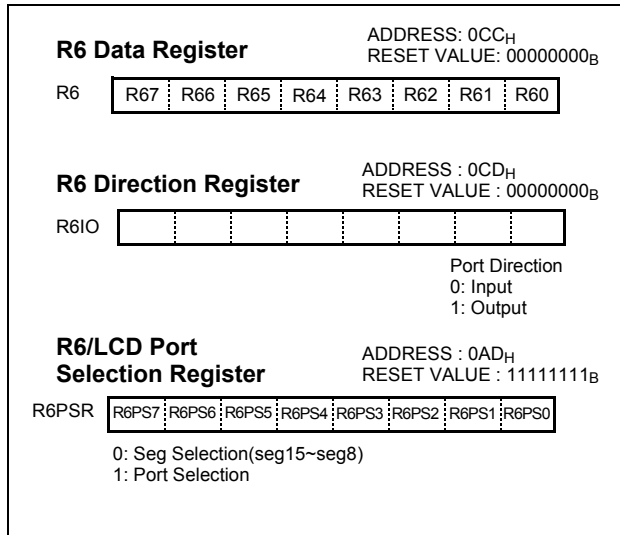 R6 Data Register
ADDRESS: 0CCH
RESET VALUE: 00000000B
R6 R67 R66 R65 R64 R63 R62 R61 R60
R6 Direction Register
ADDRESS : 0CDH
RESET VALUE : 00000000B
R6IO
Port Direction
0: Input
1: Output
R6/LCD Port
Selection Register
ADDRESS : 0ADH
RESET VALUE : 11111111B
R6PSR R6PS7 R6PS6 R6PS5 R6PS4 R6PS3 R6PS2 R6PS1 R6PS0
0: Seg Selection(seg15~seg8)
1: Port Selection